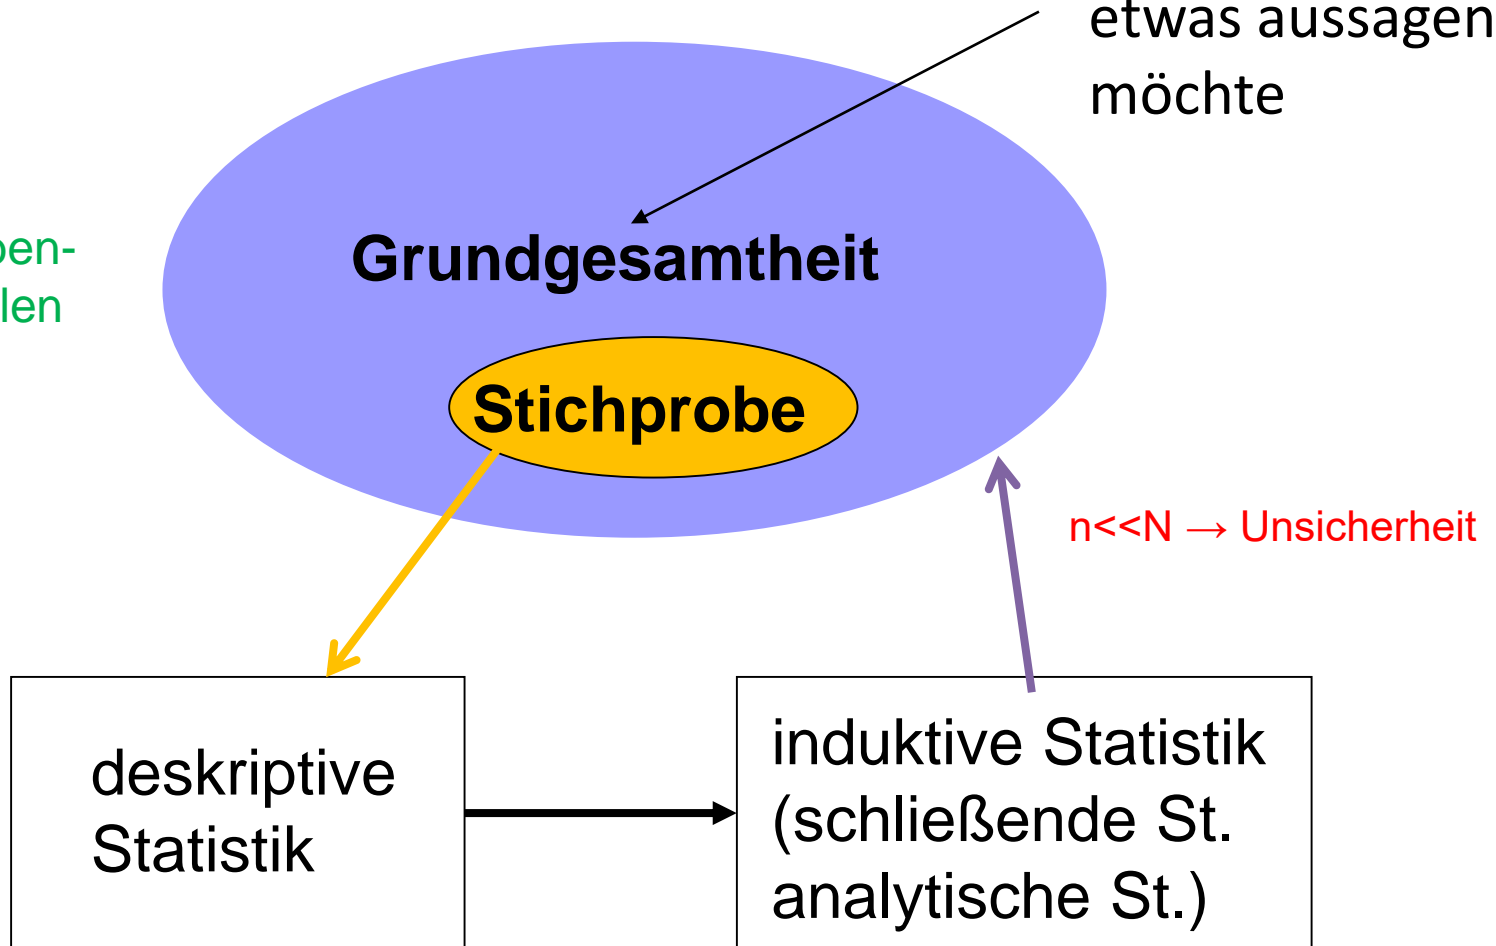 etwas aussagen
möchte
Grundgesamtheit
Stichprobe
n<<N → Unsicherheit
deskriptive
Statistik
induktive Statistik
(schließende St.
analytische St.)